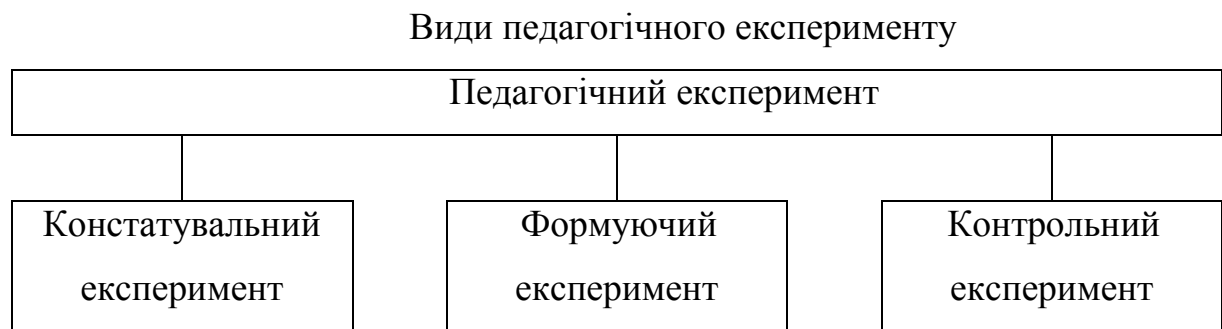 Види педагогічного експерименту
Педагогічний експеримент
Констатувальний
експеримент
Формуючий
експеримент
Контрольний
експеримент